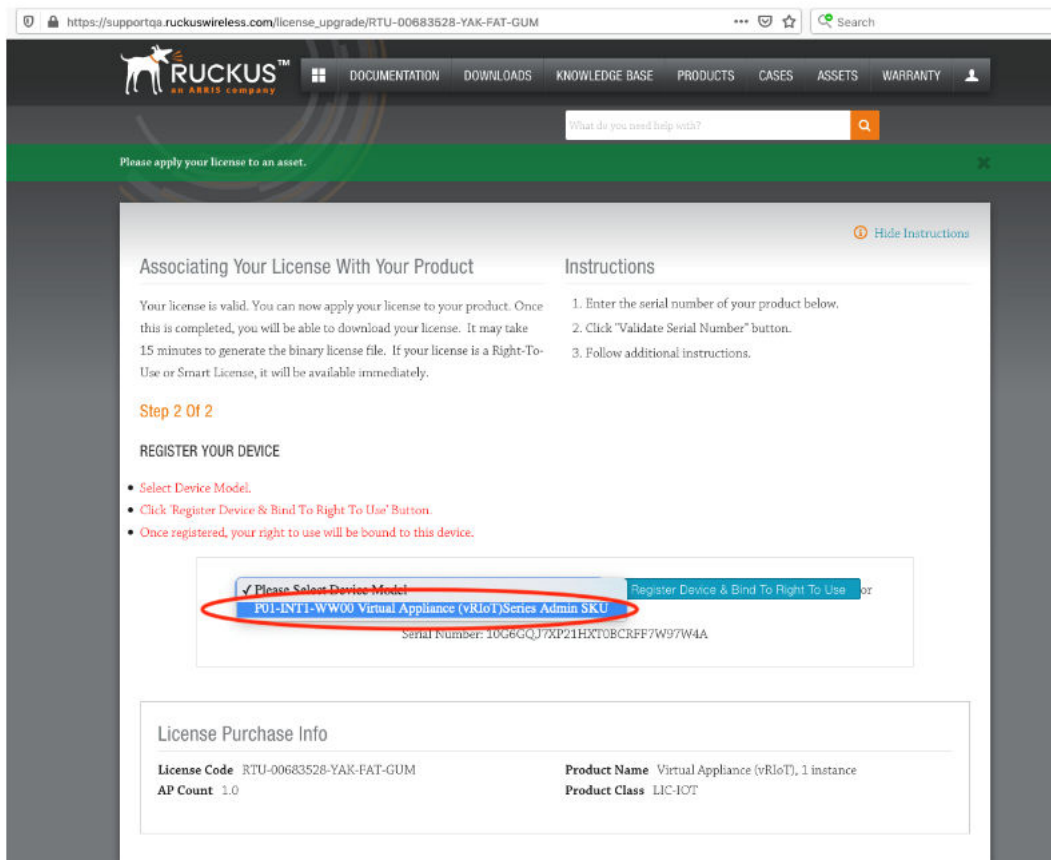 https://supportqa.ruckuswireless.com/license_upgrade/RTU-00683528-YAK-FAT-GUM
Search
RUCKUS™
an ARRIS company
DOCUMENTATION DOWNLOADS KNOWLEDGE BASE PRODUCTS CASES ASSETS WARRANTY
What do you need help with?
Please apply your license to an asset.
Hide Instructions
Associating Your License With Your Product
Your license is valid. You can now apply your license to your product. Once
this is completed, you will be able to download your license. It may take
15 minutes to generate the binary license file. If your license is a Right-To-
Use or Smart License, it will be available immediately.
Instructions
1. Enter the serial number of your product below.
2. Click "Validate Serial Number" button.
3. Follow additional instructions.
Step 2 Of 2
REGISTER YOUR DEVICE
Select Device Model.
Click 'Register Device & Bind To Right To Use' Button.
Once registered, your right to use will be bound to this device.
✓ Please Select Device Model
Register Device & Bind To Right To Use or
P01-INT1-WW00 Virtual Appliance (vRIoT)Series Admin SKU
Serial Number: 10G6GQJ7XP21HXT0BCRFF7W97W4A
License Purchase Info
License Code RTU-00683528-YAK-FAT-GUM
Product Name Virtual Appliance (vRIoT), 1 instance
AP Count 1.0
Product Class LIC-IOT